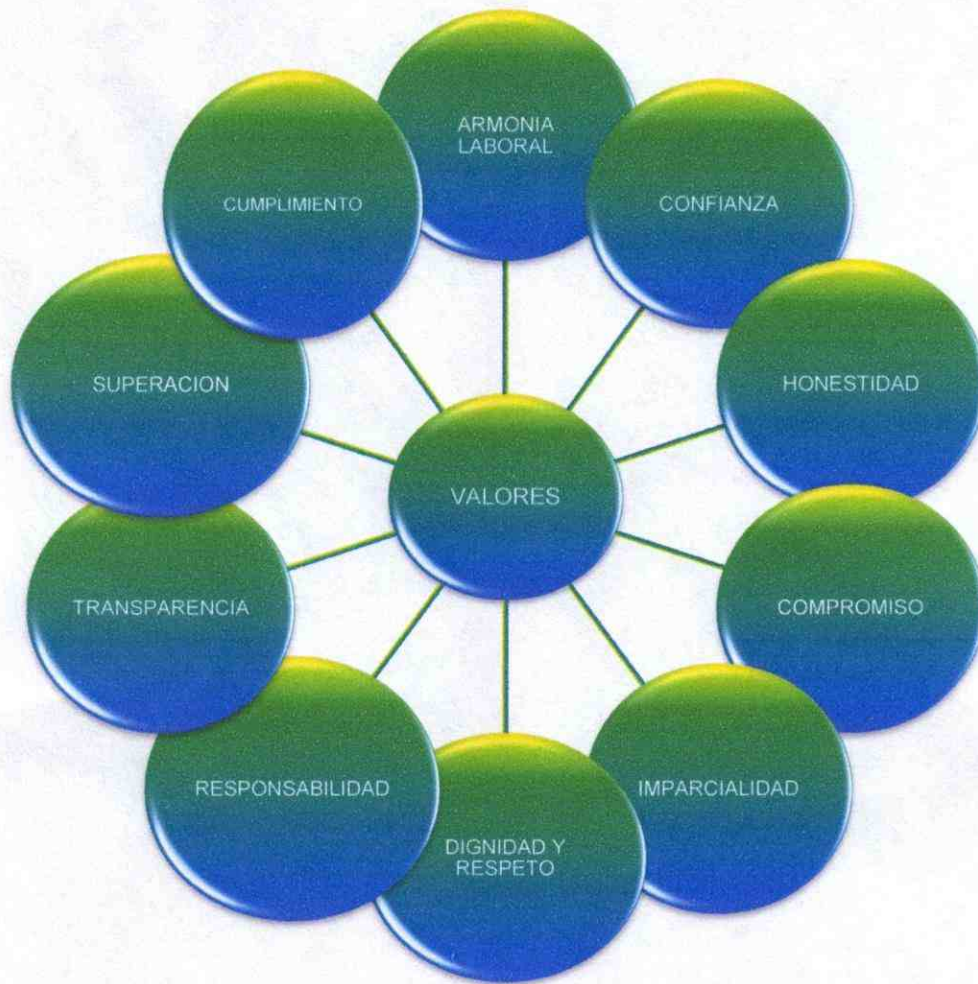 ARMONIA
LABORAL
CONFIANZA
HONESTIDAD
COMPROMISO
IMPARCIALIDAD
DIGNIDAD Y
RESPETO
RESPONSABILIDAD
TRANSPARENCIA
SUPERACION
CUMPLIMIENTO
VALORES